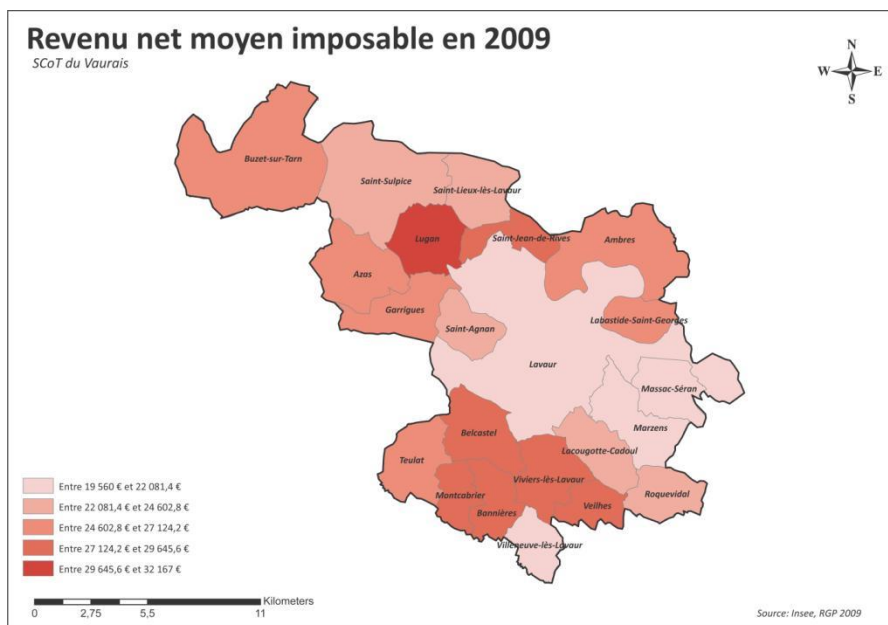 Revenu net moyen imposable en 2009
SCoT du Vaurais
N
W E
S
Buzet-sur-Tarn
Saint-Sulpice
Saint-Lieux-lès-Lavaur
Lugan
Saint-Jean-de-Rives
Ambres
Azas
Garrigues
Saint-Agnan
Labastide-Saint-Georges
Lavaur
Massac-Séran
Marzens
Belcastel
Lacougotte-Cadoul
Teulat
Viviers-lès-Lavaur
Montcabrier
Veilhes
Roquevidal
Bannières
Villeneuve-lès-Lavaur
Entre 19 560 € et 22 081,4 €
Entre 22 081,4 € et 24 602,8 €
Entre 24 602,8 € et 27 124,2 €
Entre 27 124,2 € et 29 645,6 €
Entre 29 645,6 € et 32 167 €
Kilometers
0 2,75 5,5 11
Source: Insee, RGP 2009